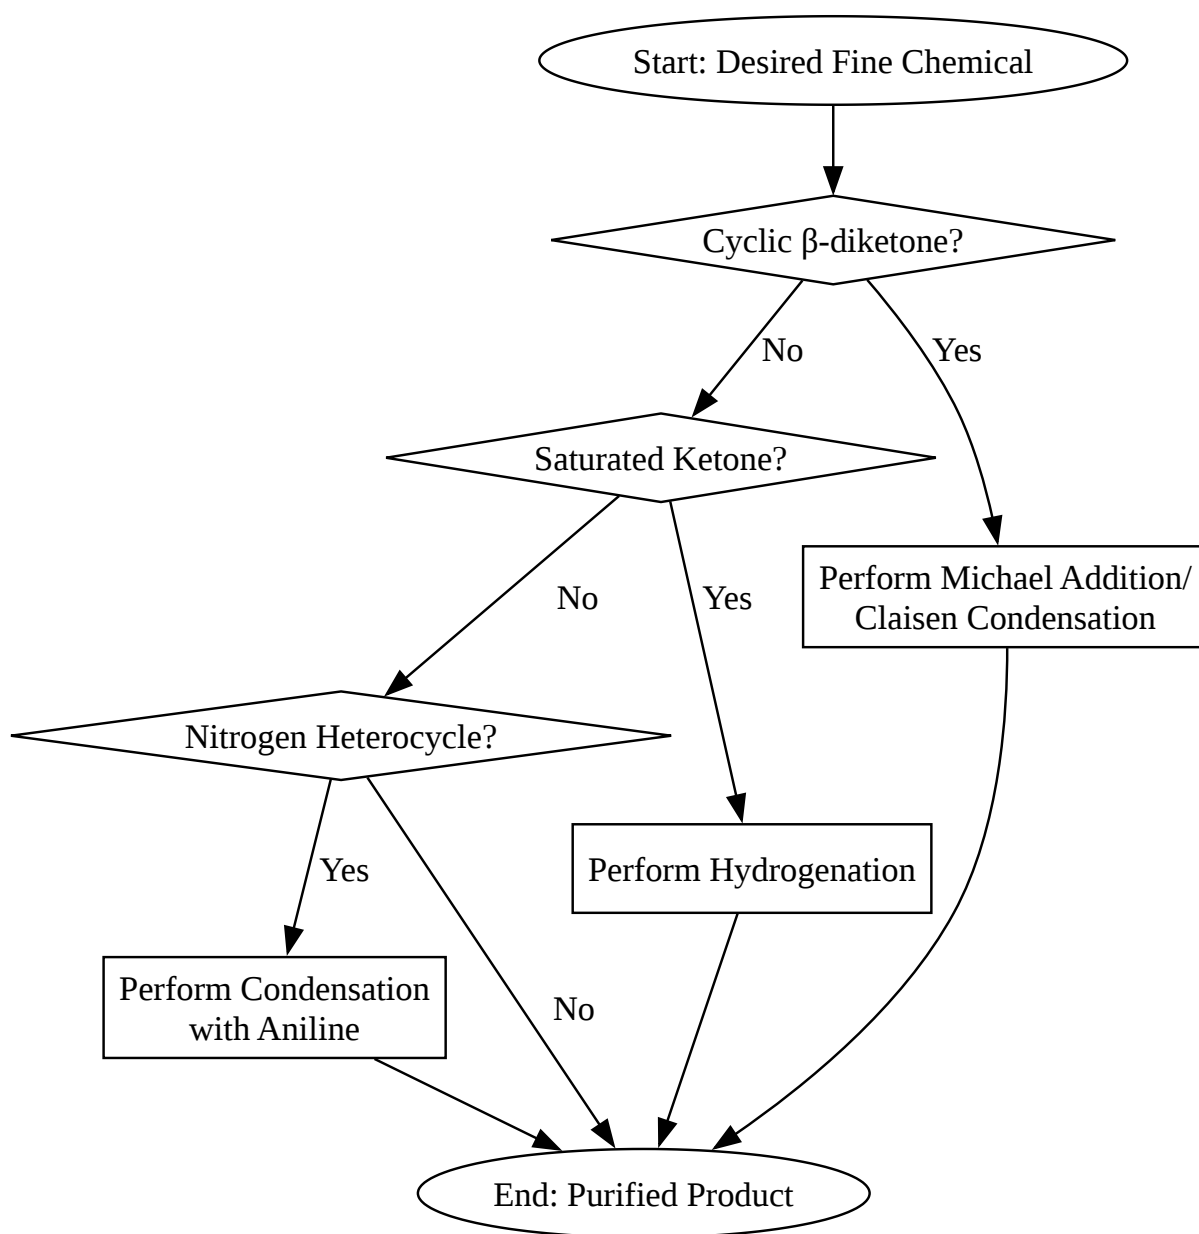 Start: Desired Fine Chemical
Cyclic β-diketone?
No
Yes
Saturated Ketone?
No
Yes
Perform Michael Addition/
Claisen Condensation
Nitrogen Heterocycle?
Yes
No
Perform Hydrogenation
Perform Condensation
with Aniline
End: Purified Product